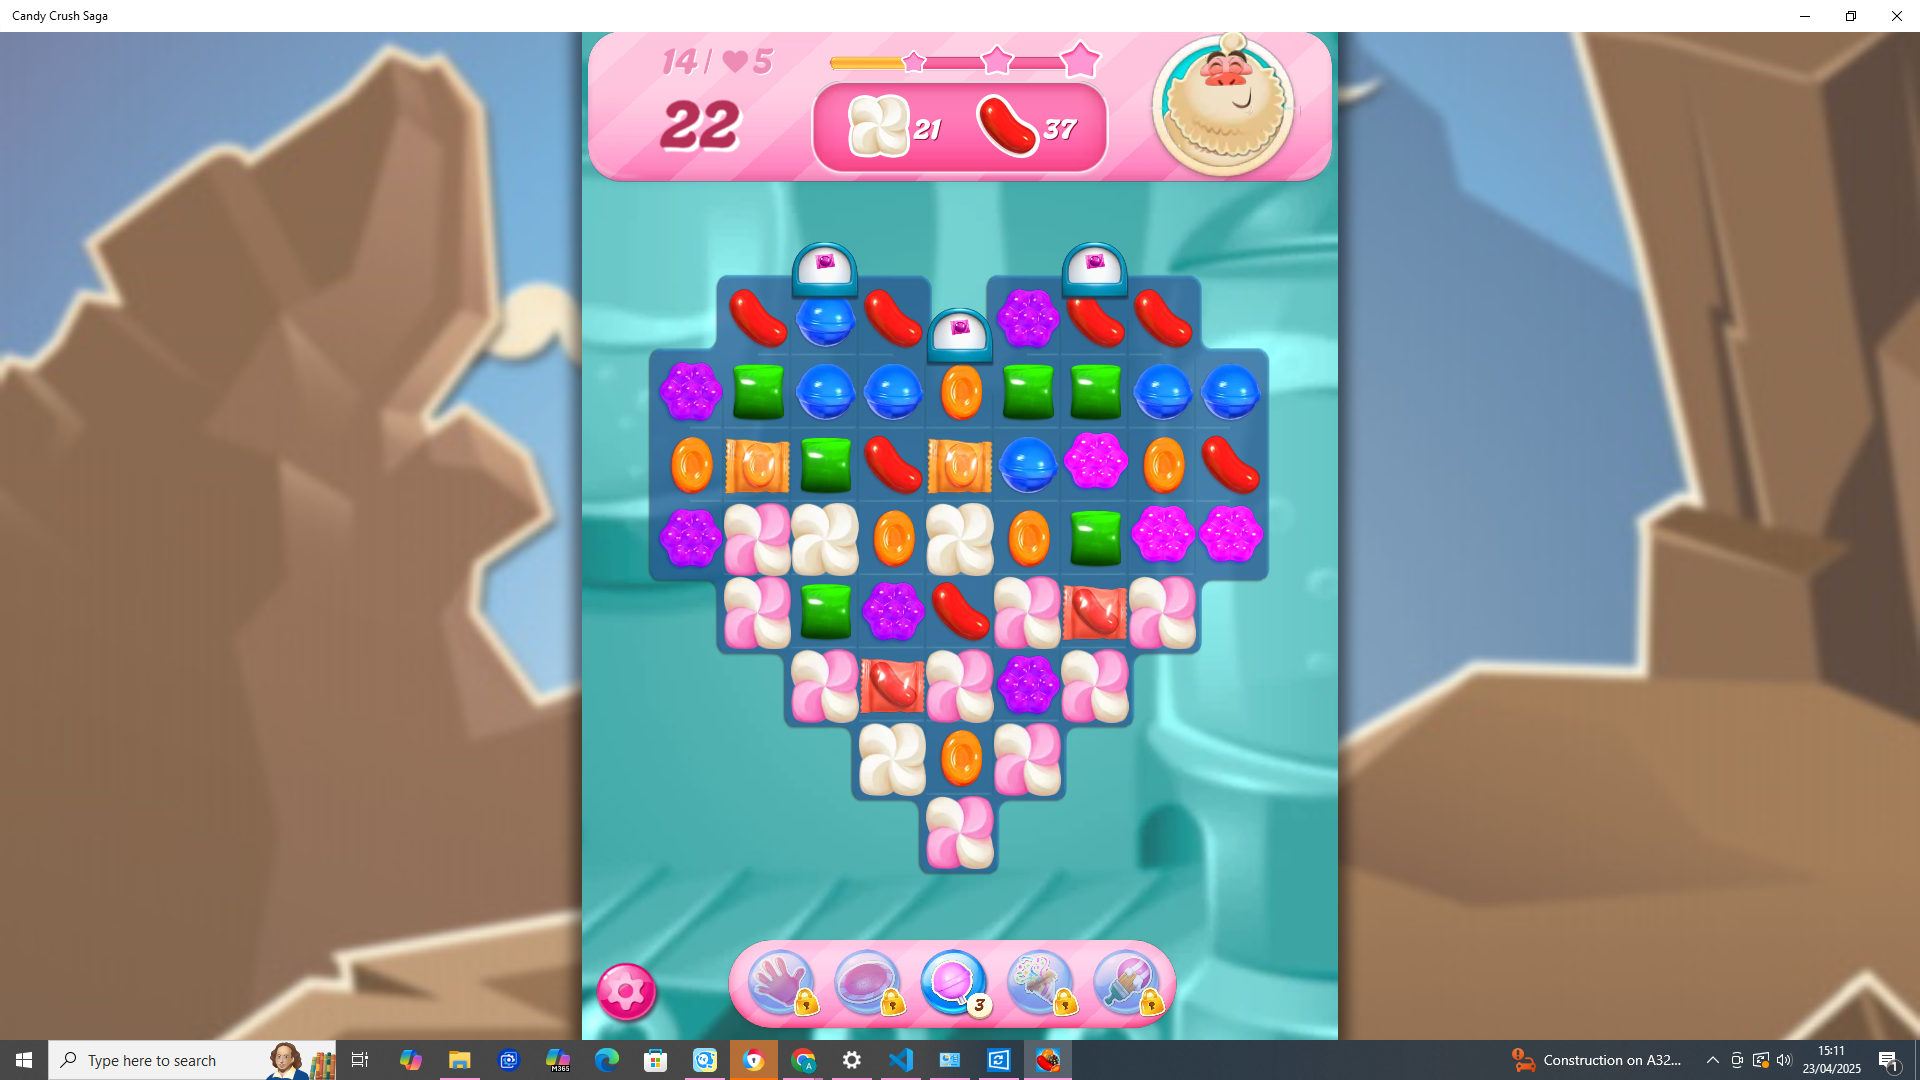 Candy Crush Saga
14/ 5
22
21
37
3
Type here to search
M365
A
Construction on A32...
15:11
23/04/2025
1